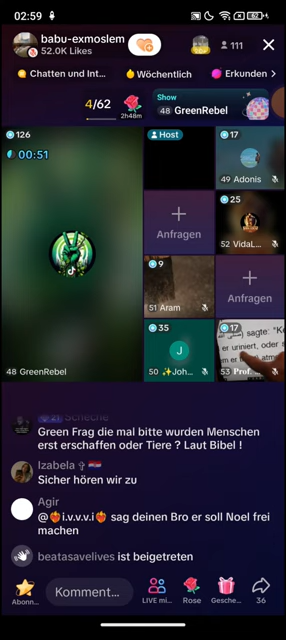 02:59
62
babu-exmoslem
52.0K Likes
111
Chatten und Int...
Wöchentlich
Erkunden
4/62
2h48m
Show
48 GreenRebel
126
00:51
Host
17
49 Adonis
Anfragen
25
52 VidaL...
9
51 Aram
Anfragen
35
J
50 ✨Joh...
17
sagte: "K
er uriniert, oder s
53 Prof...
48 GreenRebel
Scheche
Green Frag die mal bitte wurden Menschen
erst erschaffen oder Tiere ? Laut Bibel !
Izabela ✞ 🇭🇷
Sicher hören wir zu
Agir
@❤️‍🔥i.v.v.v.i❤️‍🔥 sag deinen Bro er soll Noel frei
machen
beatasavelives ist beigetreten
Abonn...
Komment...
LIVE mi...
Rose
Gesche...
36